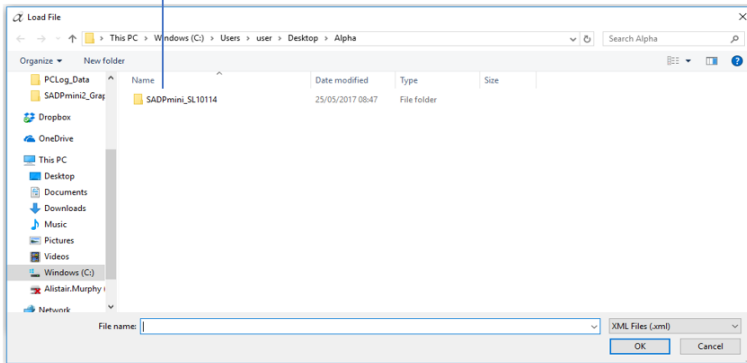 Load File
This PC > Windows (C:) > Users > user > Desktop > Alpha
Search Alpha
Organize
New folder
PCLog_Data
SADPmini2_Grap
Dropbox
OneDrive
This PC
Desktop
Documents
Downloads
Music
Pictures
Videos
Windows (C:)
Alistair.Murphy
Network
Name
Date modified
Type
Size
SADPmini_SL10114
25/05/2017 08:47
File folder
File name:
XML Files (.xml)
OK
Cancel